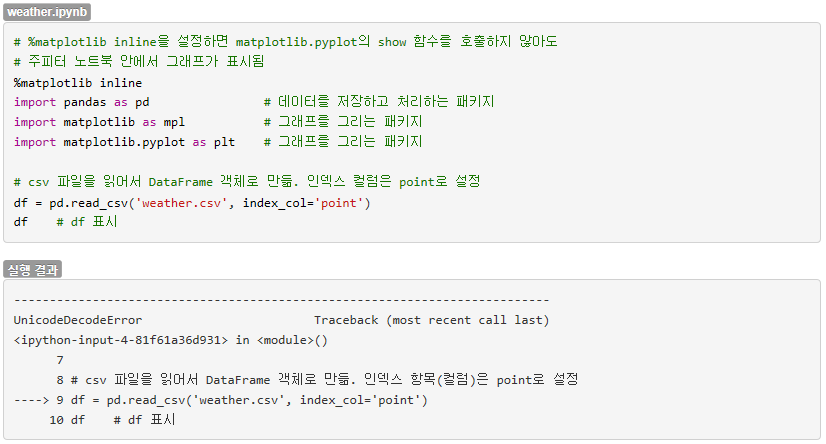 weather.ipynb
# %matplotlib inline을 설정하면 matplotlib.pyplot의 show 함수를 호출하지 않아도
# 주피터 노트북 안에서 그래프가 표시됨
%matplotlib inline
import pandas as pd                # 데이터를 저장하고 처리하는 패키지
import matplotlib as mpl           # 그래프를 그리는 패키지
import matplotlib.pyplot as plt    # 그래프를 그리는 패키지
# csv 파일을 읽어서 DataFrame 객체로 만듦. 인덱스 컬럼은 point로 설정
df = pd.read_csv('weather.csv', index_col='point')
df    # df 표시
실행 결과
---------------------------------------------------------------------------
UnicodeDecodeError                        Traceback (most recent call last)
<ipython-input-4-81f61a36d931> in <module>()
      7
      8 # csv 파일을 읽어서 DataFrame 객체로 만듦. 인덱스 항목(컬럼)은 point로 설정
----> 9 df = pd.read_csv('weather.csv', index_col='point')
     10 df    # df 표시